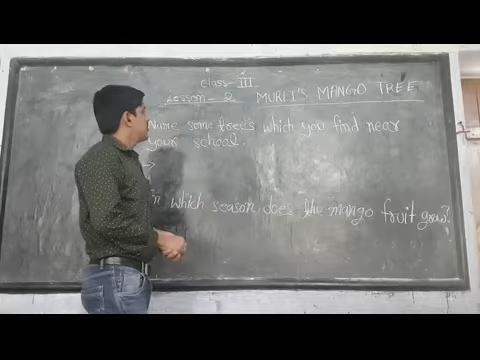 Class- III
Lesson- 2 MURLI'S MANGO TREE
Name some tree's which you find near
your school.
→
In which season does the mango fruit grow?